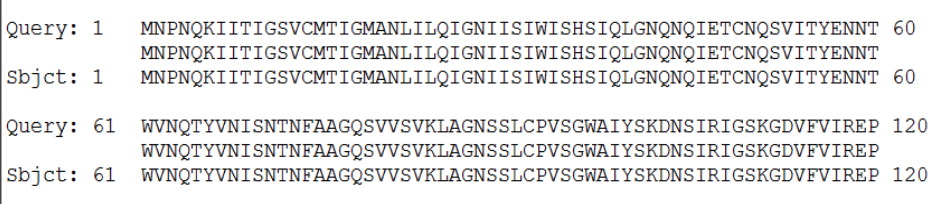 Query: 1 MNPNQKIITIGSVCMTIGMANLILQIGNIISIWISHSIQLGNQNQIETCNQSVITYENNT 60
MNPNQKIITIGSVCMTIGMANLILQIGNIISIWISHSIQLGNQNQIETCNQSVITYENNT
Sbjct: 1 MNPNQKIITIGSVCMTIGMANLILQIGNIISIWISHSIQLGNQNQIETCNQSVITYENNT 60
Query: 61 WVNQTYVNISNTNFAAGQSVVSVKLAGNSSLCPVSGWAIYSKDNSIRIGSKGDVFVIREP 120
WVNQTYVNISNTNFAAGQSVVSVKLAGNSSLCPVSGWAIYSKDNSIRIGSKGDVFVIREP
Sbjct: 61 WVNQTYVNISNTNFAAGQSVVSVKLAGNSSLCPVSGWAIYSKDNSIRIGSKGDVFVIREP 120